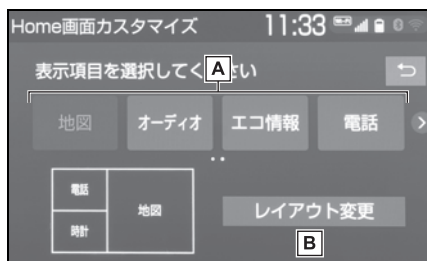 Home画面カスタマイズ 11:33
表示項目を選択してく A さい
地図 オーディオ エコ情報 電話
電話 地図 レイアウト変更
時計
B